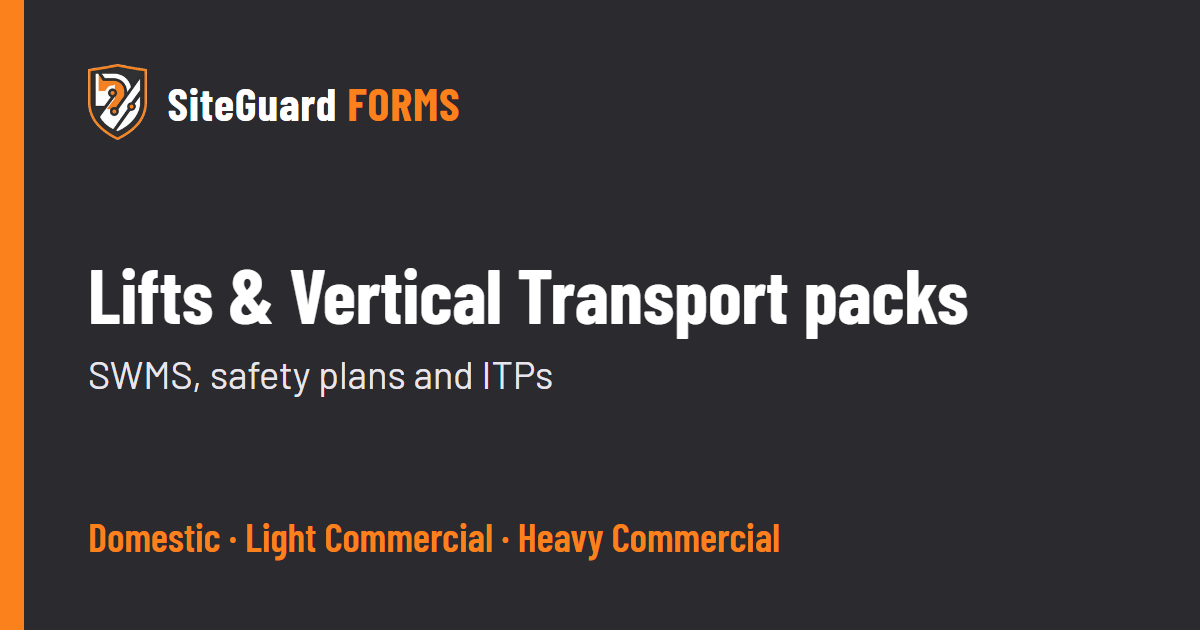 SiteGuard FORMS
Lifts & Vertical Transport packs
SWMS, safety plans and ITPs
Domestic · Light Commercial · Heavy Commercial